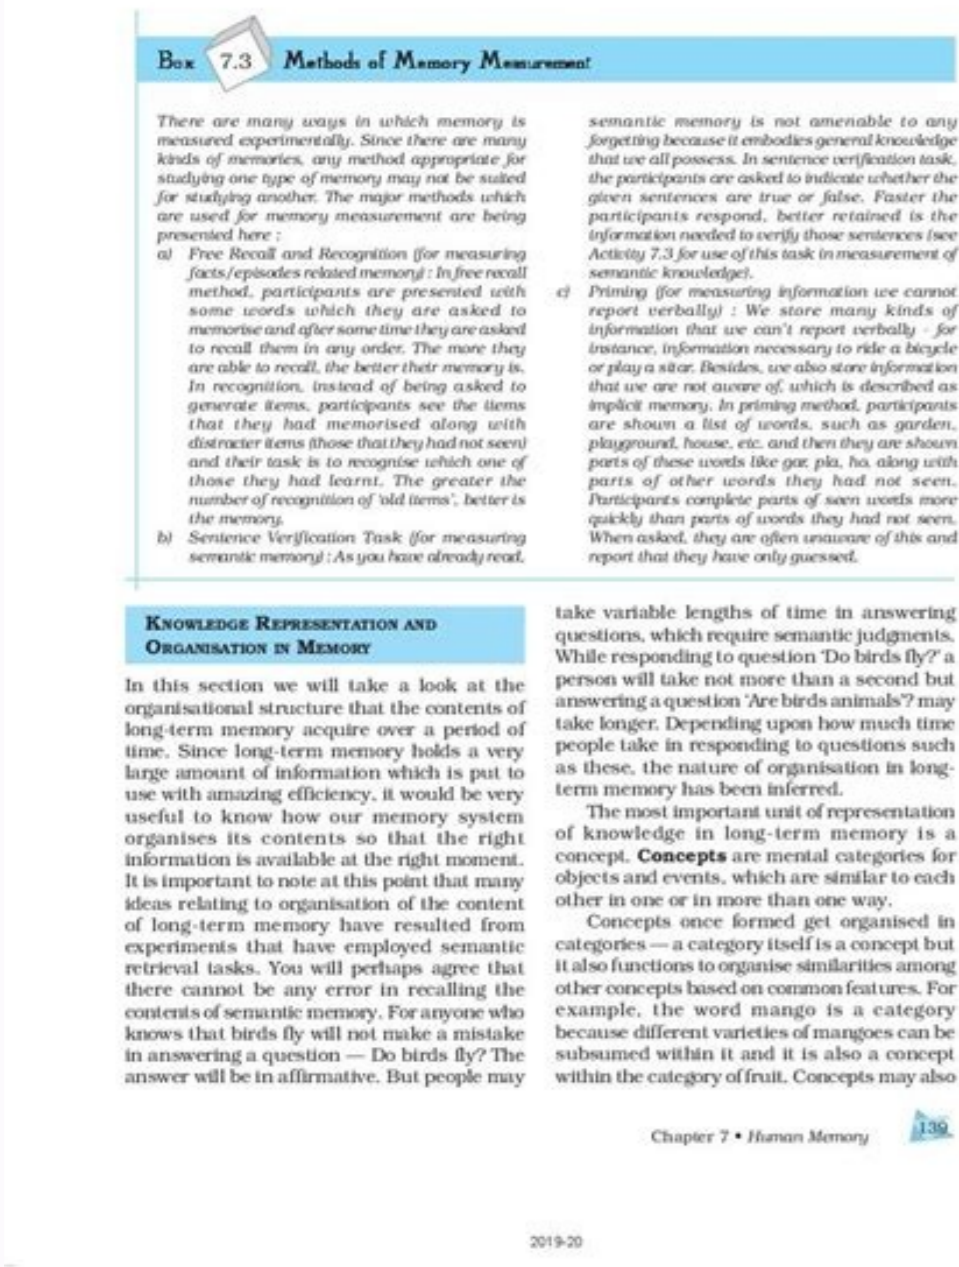 Box 7.3 Methods of Memory Measurement
There are many ways in which memory is
measured experimentally. Since there are many
kinds of memories, any method appropriate for
studying one type of memory may not be suited
for studying another. The major methods which
are used for memory measurement are being
presented here :
a) Free Recall and Recognition (for measuring
facts/episodes related memory) : In free recall
method, participants are presented with
some words which they are asked to
memorise and after some time they are asked
to recall them in any order. The more they
are able to recall, the better their memory is.
In recognition, instead of being asked to
generate items, participants see the items
that they had memorised along with
distracter items (those that they had not seen)
and their task is to recognise which one of
those they had learnt. The greater the
number of recognition of 'old items', better is
the memory.
b) Sentence Verification Task (for measuring
semantic memory) : As you have already read,
semantic memory is not amenable to any
forgetting because it embodies general knowledge
that we all possess. In sentence verification task,
the participants are asked to indicate whether the
given sentences are true or false. Faster the
participants respond, better retained is the
information needed to verify those sentences (see
Activity 7.3 for use of this task in measurement of
semantic knowledge).
c) Priming (for measuring information we cannot
report verbally) : We store many kinds of
information that we can't report verbally - for
instance, information necessary to ride a bicycle
or play a sitar. Besides, we also store information
that we are not aware of, which is described as
implicit memory. In priming method, participants
are shown a list of words, such as garden,
playground, house, etc. and then they are shown
parts of these words like gar, pla, ho, along with
parts of other words they had not seen.
Participants complete parts of seen words more
quickly than parts of words they had not seen.
When asked, they are often unaware of this and
report that they have only guessed.
KNOWLEDGE REPRESENTATION AND
ORGANISATION IN MEMORY
In this section we will take a look at the
organisational structure that the contents of
long-term memory acquire over a period of
time. Since long-term memory holds a very
large amount of information which is put to
use with amazing efficiency, it would be very
useful to know how our memory system
organises its contents so that the right
information is available at the right moment.
It is important to note at this point that many
ideas relating to organisation of the content
of long-term memory have resulted from
experiments that have employed semantic
retrieval tasks. You will perhaps agree that
there cannot be any error in recalling the
contents of semantic memory. For anyone who
knows that birds fly will not make a mistake
in answering a question — Do birds fly? The
answer will be in affirmative. But people may
take variable lengths of time in answering
questions, which require semantic judgments.
While responding to question 'Do birds fly?' a
person will take not more than a second but
answering a question 'Are birds animals'? may
take longer. Depending upon how much time
people take in responding to questions such
as these, the nature of organisation in long-
term memory has been inferred.
The most important unit of representation
of knowledge in long-term memory is a
concept. Concepts are mental categories for
objects and events, which are similar to each
other in one or in more than one way.
Concepts once formed get organised in
categories — a category itself is a concept but
it also functions to organise similarities among
other concepts based on common features. For
example, the word mango is a category
because different varieties of mangoes can be
subsumed within it and it is also a concept
within the category of fruit. Concepts may also
Chapter 7 • Human Memory
139
2019-20